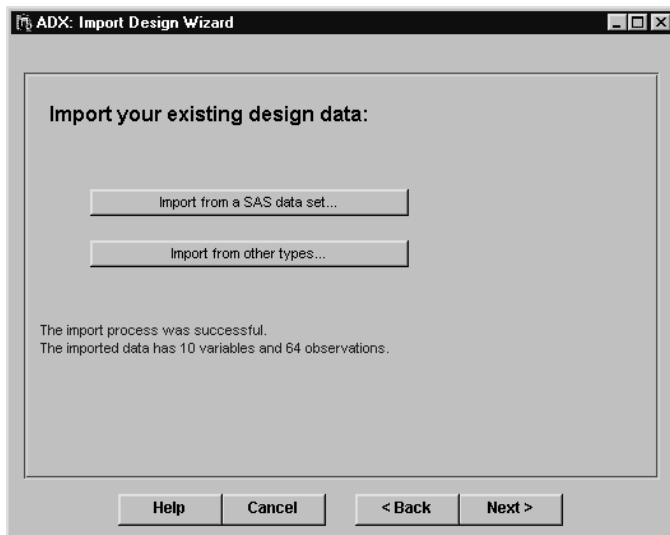 ADX: Import Design Wizard
Import your existing design data:
Import from a SAS data set...
Import from other types...
The import process was successful.
The imported data has 10 variables and 64 observations.
Help
Cancel
< Back
Next >